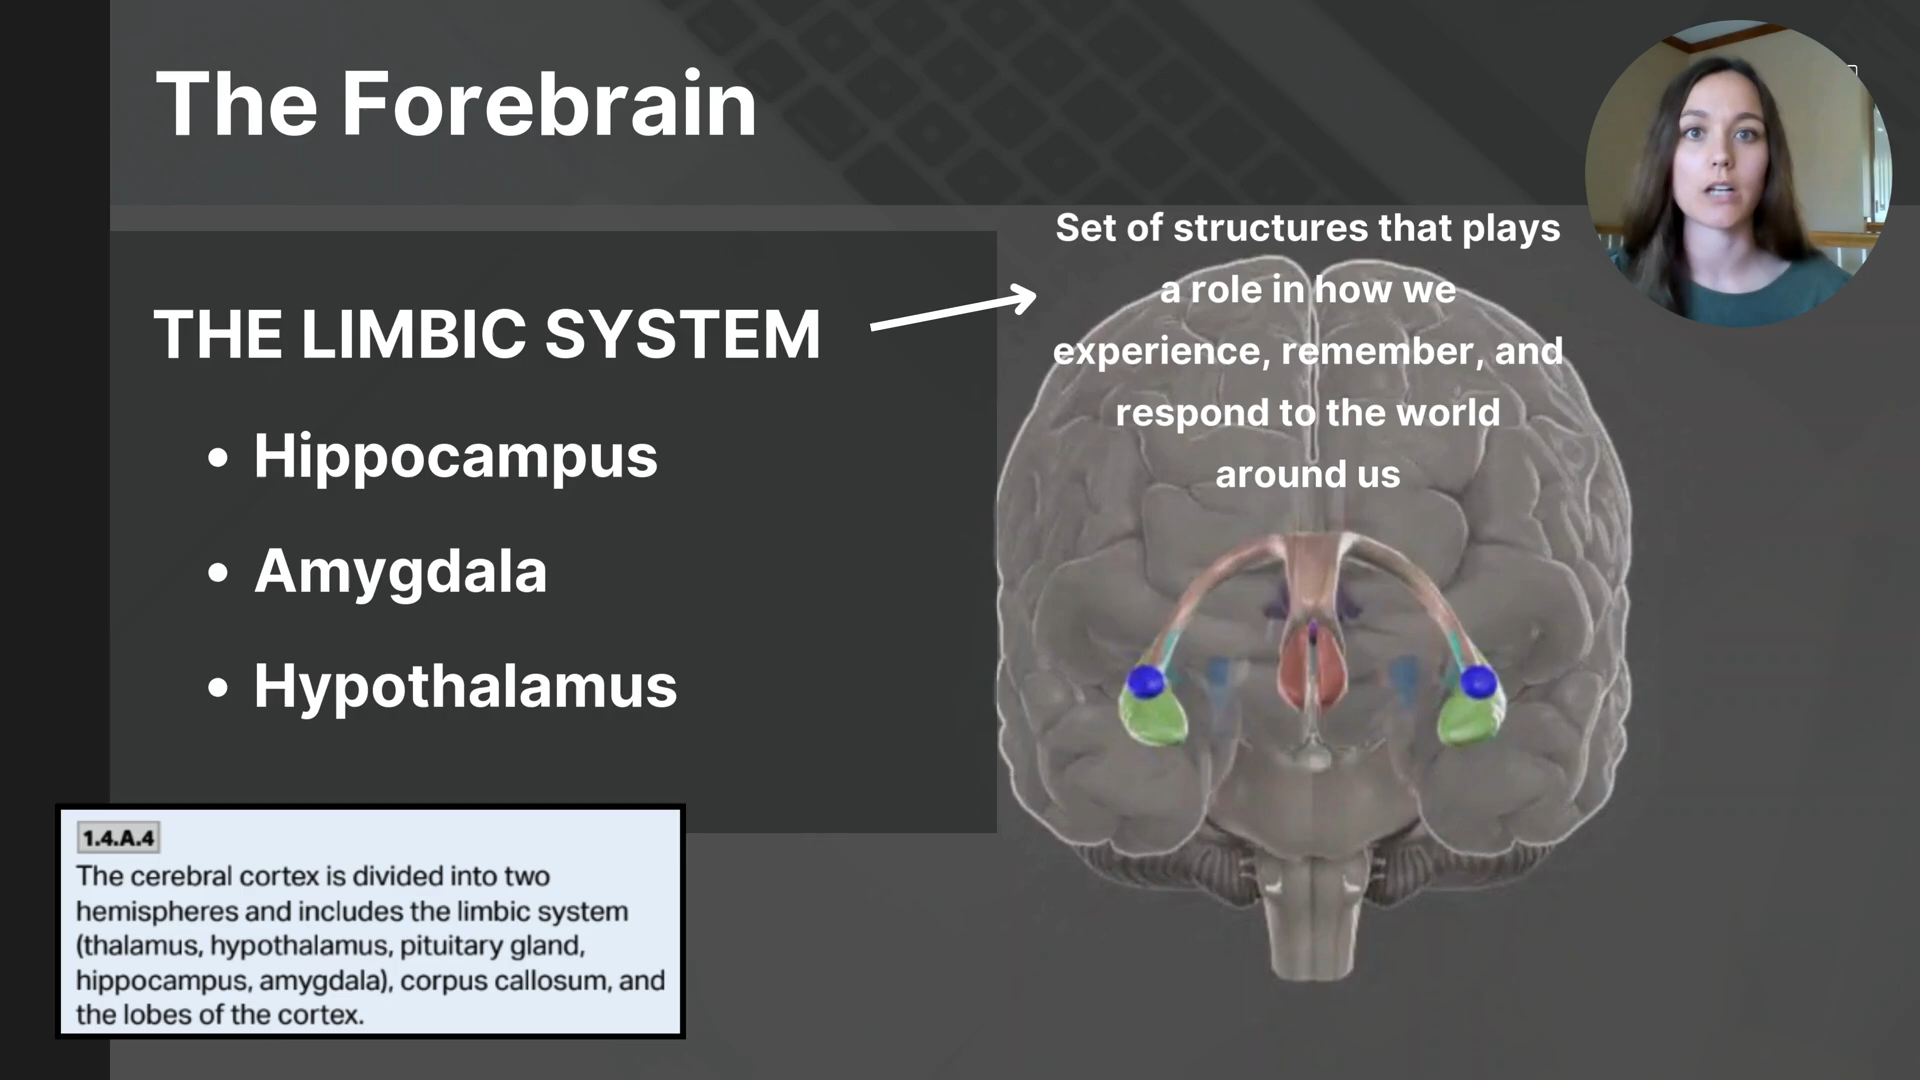 The Forebrain
THE LIMBIC SYSTEM
• Hippocampus
• Amygdala
• Hypothalamus
Set of structures that plays
a role in how we
experience, remember, and
respond to the world
around us
1.4.A.4
The cerebral cortex is divided into two
hemispheres and includes the limbic system
(thalamus, hypothalamus, pituitary gland,
hippocampus, amygdala), corpus callosum, and
the lobes of the cortex.